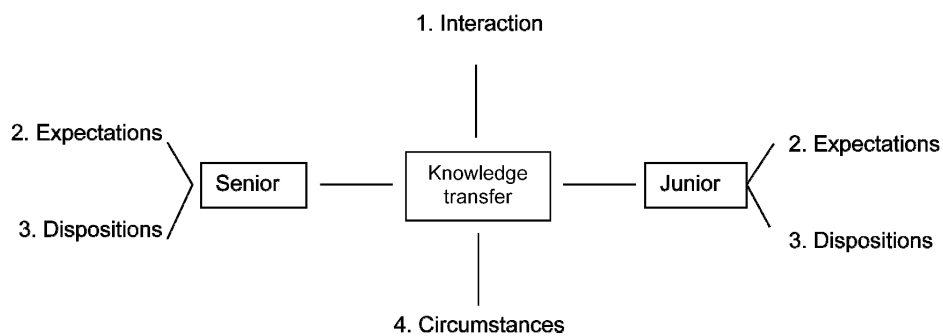 1. Interaction
2. Expectations
3. Dispositions
Senior
Knowledge
transfer
Junior
2. Expectations
3. Dispositions
4. Circumstances